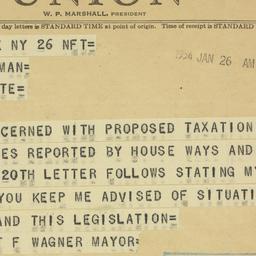 UNION
W. P. MARSHALL, PRESIDENT
day letters is STANDARD TIME at point of origin. Time of receipt is STANDARD
NY 26 NFT=
1954 JAN 26 AM
MAN=
TE=
CERNED WITH PROPOSED TAXATION
ES REPORTED BY HOUSE WAYS AND
20TH LETTER FOLLOWS STATING MY
YOU KEEP ME ADVISED OF SITUATI
AND THIS LEGISLATION=
T F WAGNER MAYOR=